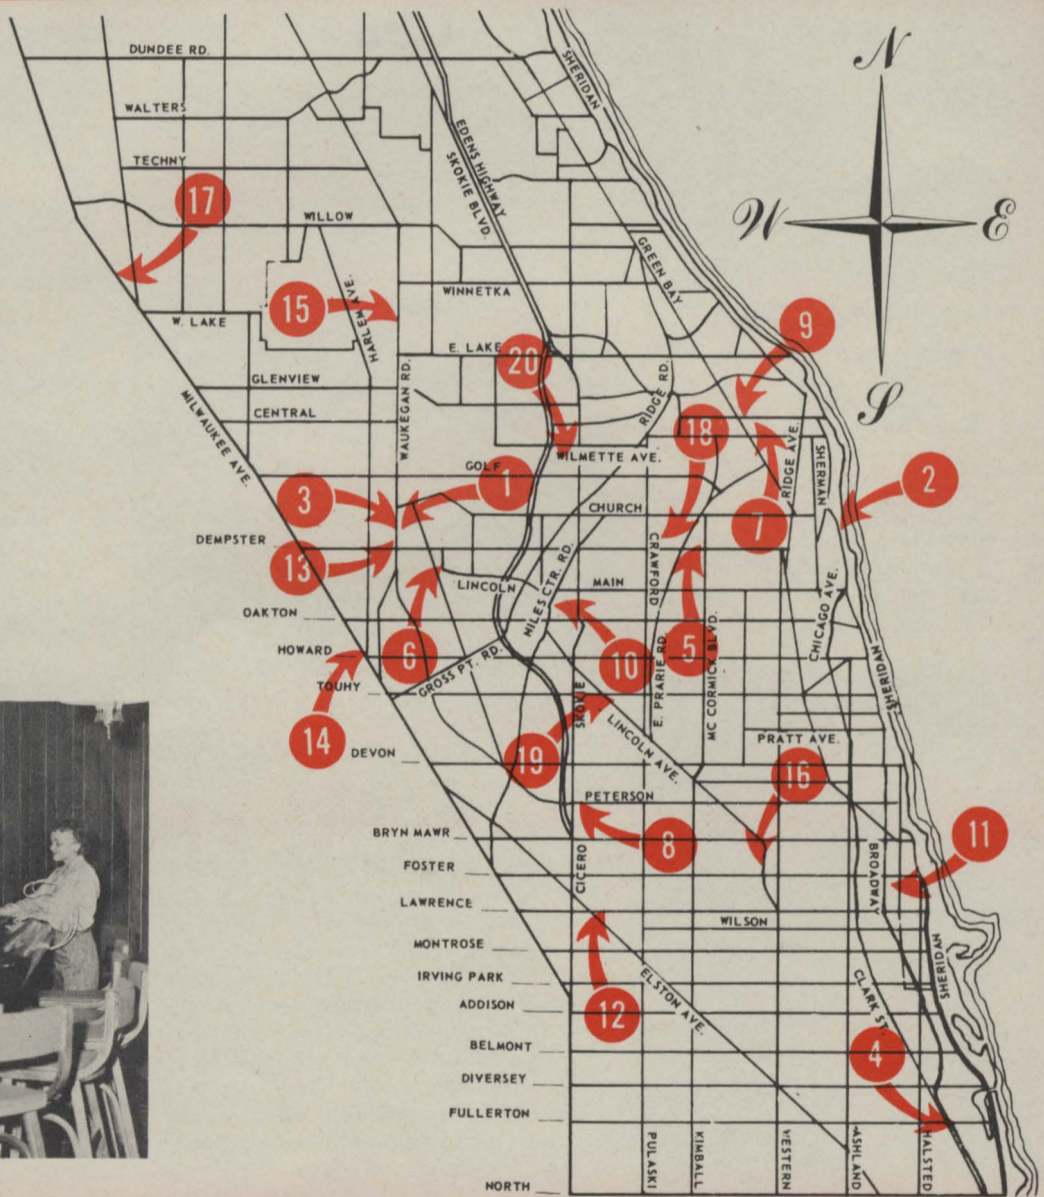 N
DUNDEE RD.
SHERIDAN
WALTERS
EDENS HIGHWAY
SKOKIE BLVD.
TECHNY
17
WILLOW
W
E
GREEN BAY
HARLEM AVE.
WINNETKA
15
W. LAKE
9
E. LAKE
20
S
GLENVIEW
WAUKEGAN RD.
RIDGE RD.
MILWAUKEE AVE.
CENTRAL
18
RIDGE AVE.
SHERMAN
WILMETTE AVE.
GOLF
3
1
2
CHURCH
7
DEMPSTER
CRAWFORD
13
NILES CTR. RD.
LINCOLN
MAIN
CHICAGO AVE.
OAKTON
HOWARD
6
10
5
MC CORMICK BLVD.
SHERIDAN
TOUHY
GROSS PT. RD.
E. PRARIE RD.
SKOKIE
14
19
LINCOLN AVE.
PRATT AVE.
DEVON
16
PETERSON
BRYN MAWR
8
11
FOSTER
CICERO
BROADWAY
LAWRENCE
WILSON
MONTROSE
SHERIDAN
IRVING PARK
ELSTON AVE.
CLARK ST.
ADDISON
12
BELMONT
4
DIVERSEY
FULLERTON
PULASKI
KIMBALL
WESTERN
ASHLAND
HALSTED
NORTH